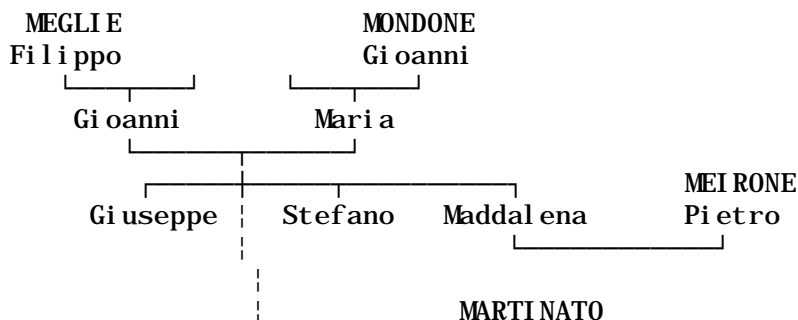 MEGLIE MONDONE
Filippo Gioanni
Gioanni Maria
MEIRONE
Giuseppe Stefano Maddalena Pietro
MARTINATO